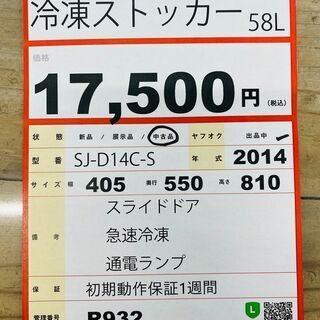 冷凍ストッカー 58L
価格
17,500円(税込)
状態 新品 / 展示品 / 中古品 ヤフオク 出品中
型番 SJ-D14C-S 年式 2014
サイズ 幅 405 奥行 550 高さ 810
スライドドア
備考 急速冷凍
通電ランプ
保証 初期動作保証1週間
管理番号 B932
L